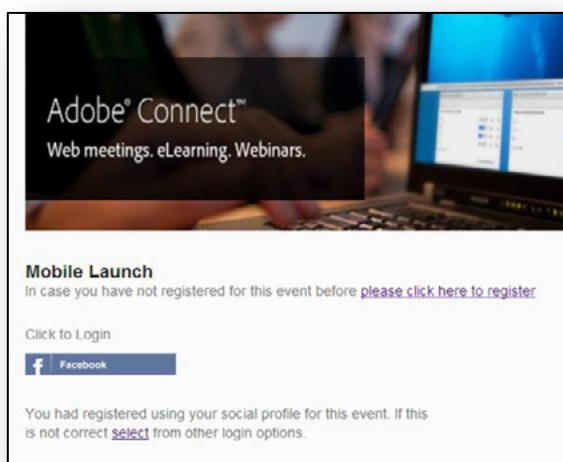 Adobe® Connect™
Web meetings. eLearning. Webinars.
Mobile Launch
In case you have not registered for this event before please click here to register
Click to Login
f Facebook
You had registered using your social profile for this event. If this
is not correct select from other login options.